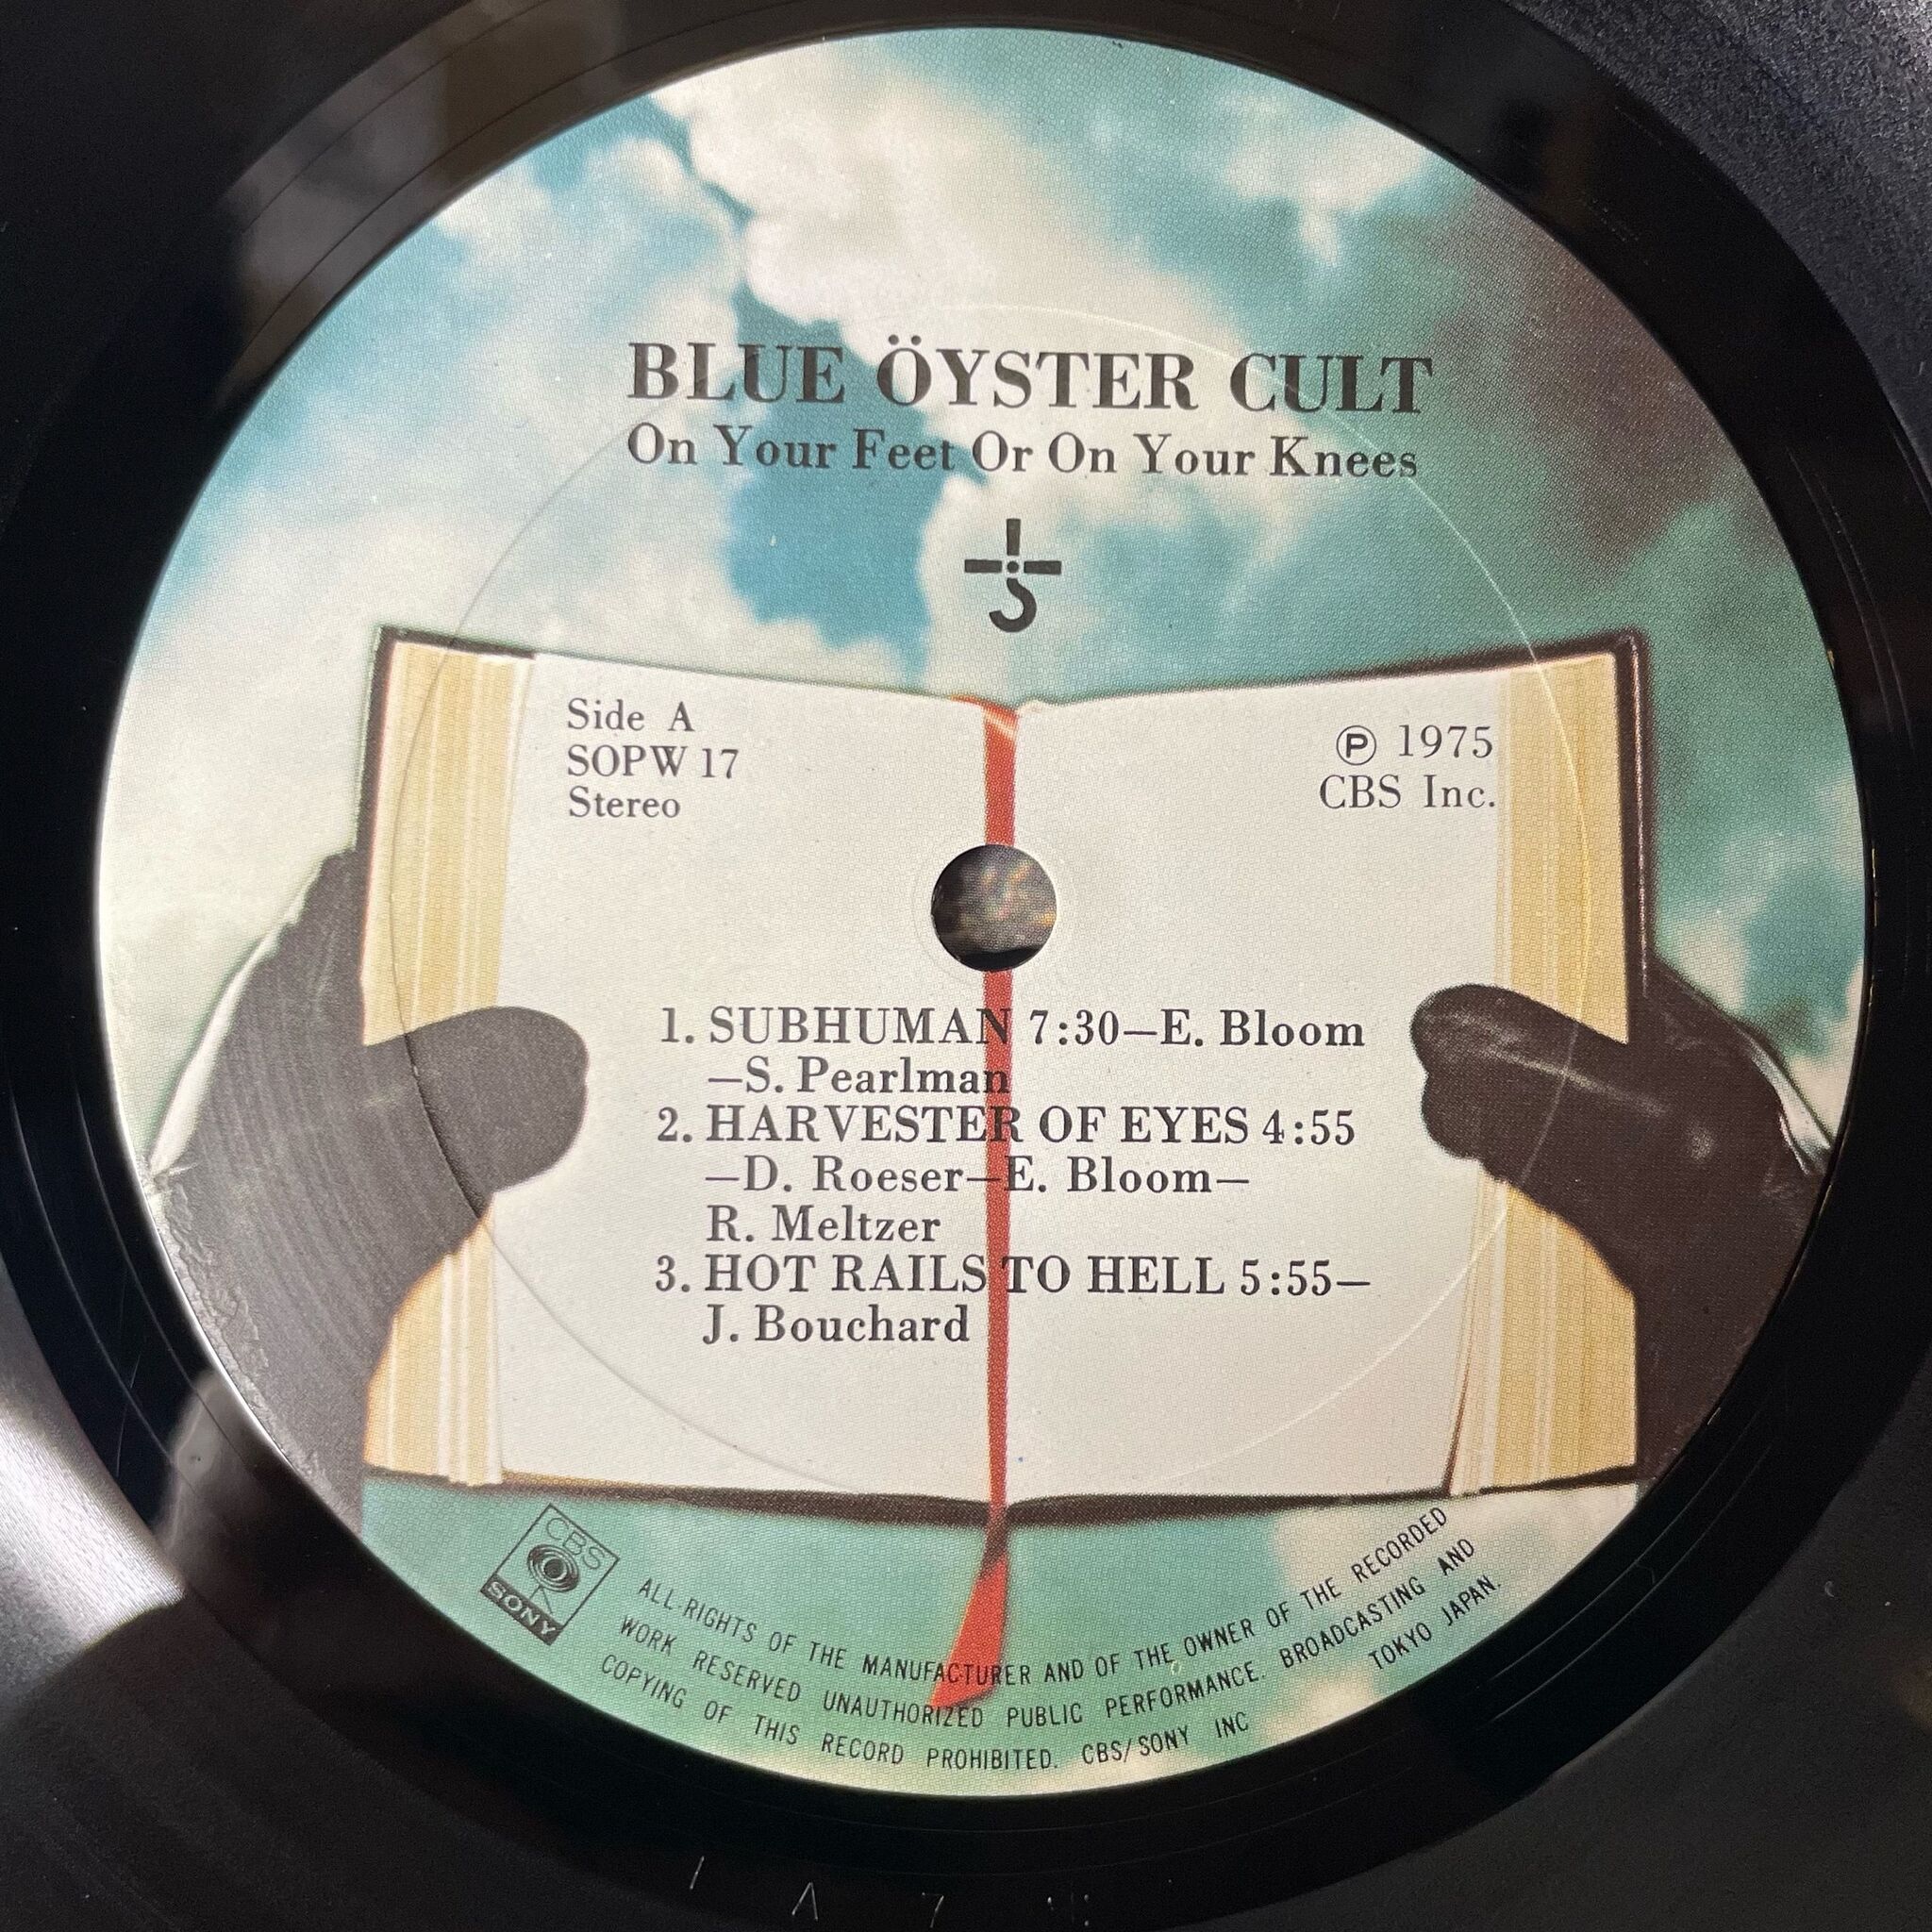 BLUE ÖYSTER CULT
On Your Feet Or On Your Knees
Side A
SOPW 17
Stereo
Ⓟ 1975
CBS Inc.
1. SUBHUMAN 7:30—E. Bloom
—S. Pearlman
2. HARVESTER OF EYES 4:55
—D. Roeser—E. Bloom—
R. Meltzer
3. HOT RAILS TO HELL 5:55—
J. Bouchard
CBS
SONY
ALL RIGHTS OF THE MANUFACTURER AND OF THE OWNER OF THE RECORDED
WORK RESERVED UNAUTHORIZED PUBLIC PERFORMANCE. BROADCASTING AND
COPYING OF THIS RECORD PROHIBITED. CBS/SONY INC TOKYO JAPAN.
1 A 7